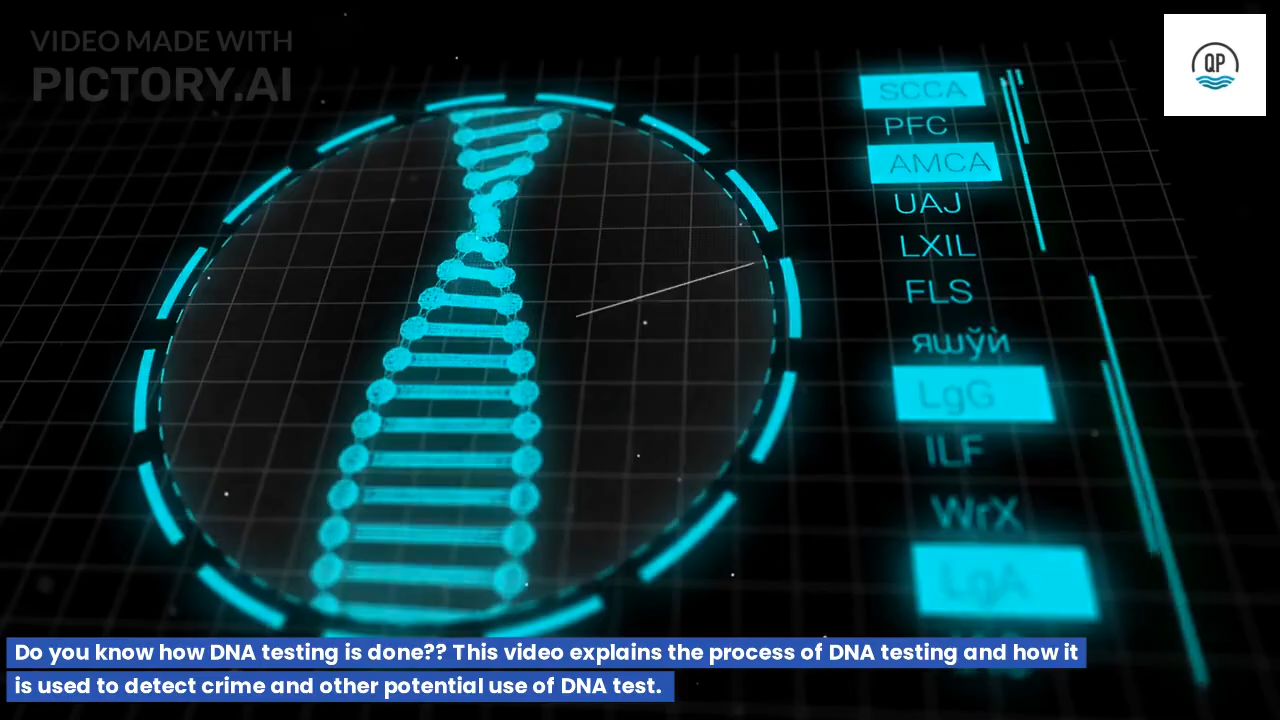 VIDEO MADE WITH
PICTORY.AI
QP
SCCA
PFC
AMCA
UAJ
LXIL
FLS
яшўѝ
LgG
ILF
WrX
LgA
Do you know how DNA testing is done?? This video explains the process of DNA testing and how it
is used to detect crime and other potential use of DNA test.